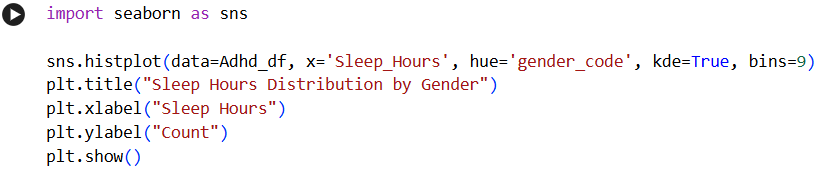 import seaborn as sns
sns.histplot(data=Adhd_df, x='Sleep_Hours', hue='gender_code', kde=True, bins=9)
plt.title("Sleep Hours Distribution by Gender")
plt.xlabel("Sleep Hours")
plt.ylabel("Count")
plt.show()